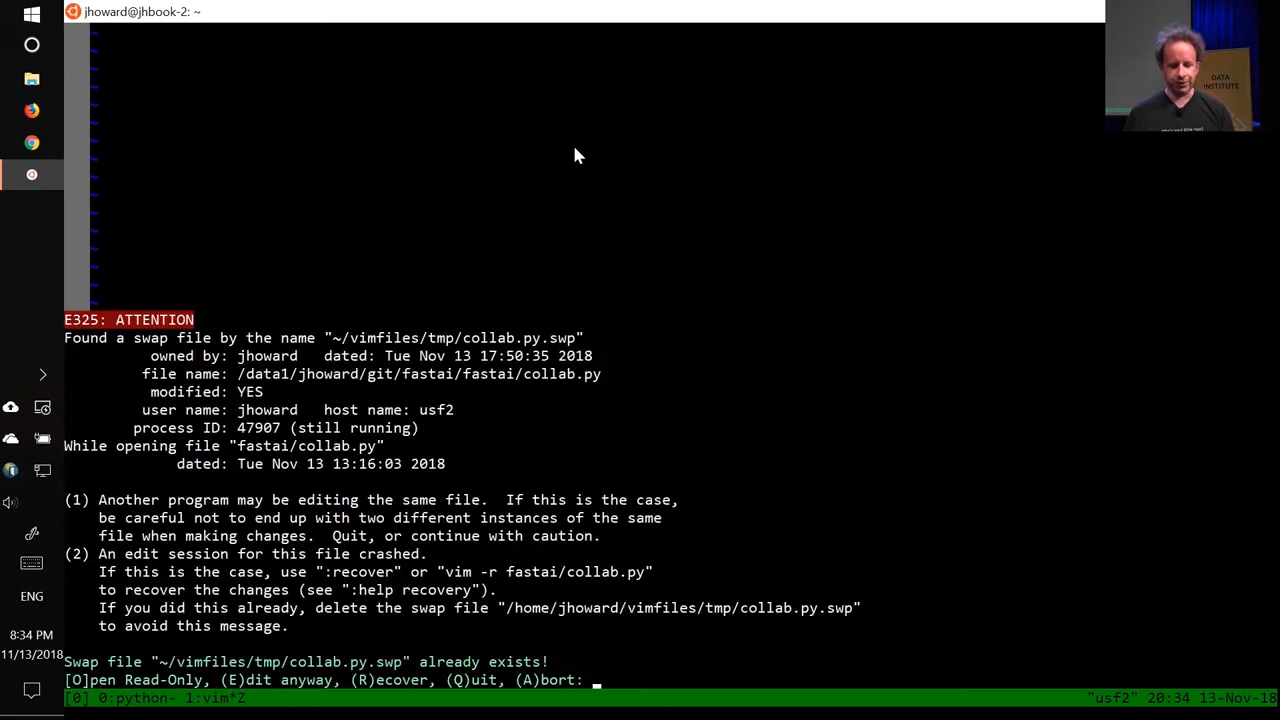 jhoward@jhbook-2: ~
DATA
INSTITUTE
E325: ATTENTION
Found a swap file by the name "~/vimfiles/tmp/collab.py.swp"
owned by: jhoward   dated: Tue Nov 13 17:50:35 2018
file name: /data1/jhoward/git/fastai/fastai/collab.py
modified: YES
user name: jhoward   host name: usf2
process ID: 47907 (still running)
While opening file "fastai/collab.py"
dated: Tue Nov 13 13:16:03 2018
(1) Another program may be editing the same file.  If this is the case,
be careful not to end up with two different instances of the same
file when making changes.  Quit, or continue with caution.
(2) An edit session for this file crashed.
If this is the case, use ":recover" or "vim -r fastai/collab.py"
to recover the changes (see ":help recovery").
If you did this already, delete the swap file "/home/jhoward/vimfiles/tmp/collab.py.swp"
to avoid this message.
Swap file "~/vimfiles/tmp/collab.py.swp" already exists!
[O]pen Read-Only, (E)dit anyway, (R)ecover, (Q)uit, (A)bort:
[0] 0:python- 1:vim*Z "usf2" 20:34 13-Nov-18
ENG
8:34 PM
11/13/2018